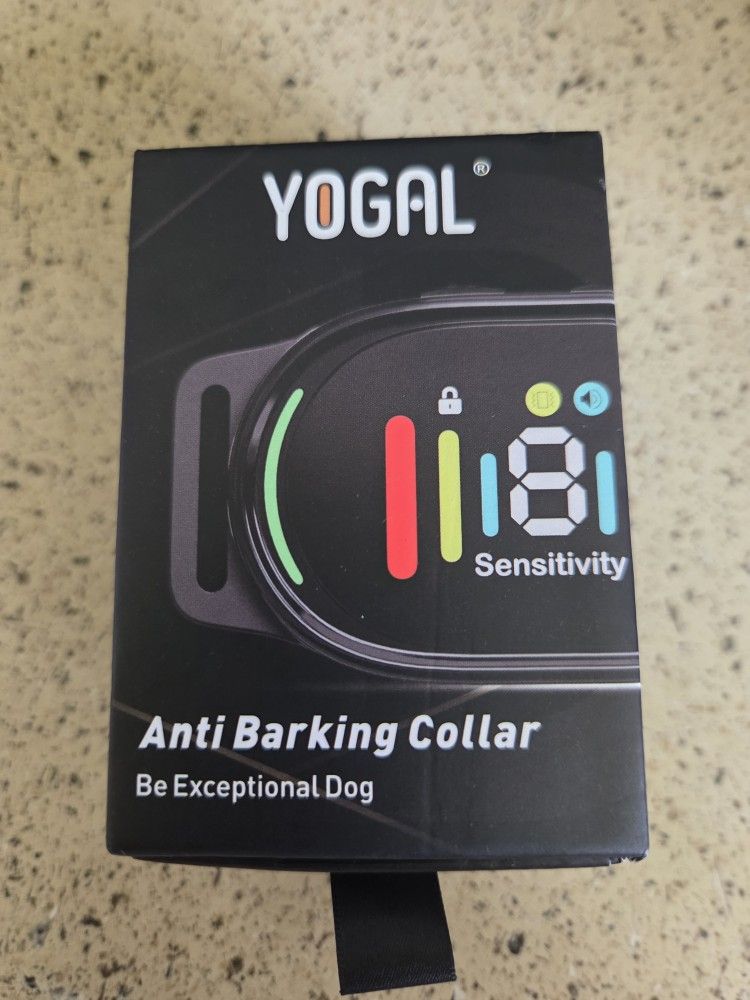 YOGAL®
8
Sensitivity
Anti Barking Collar
Be Exceptional Dog